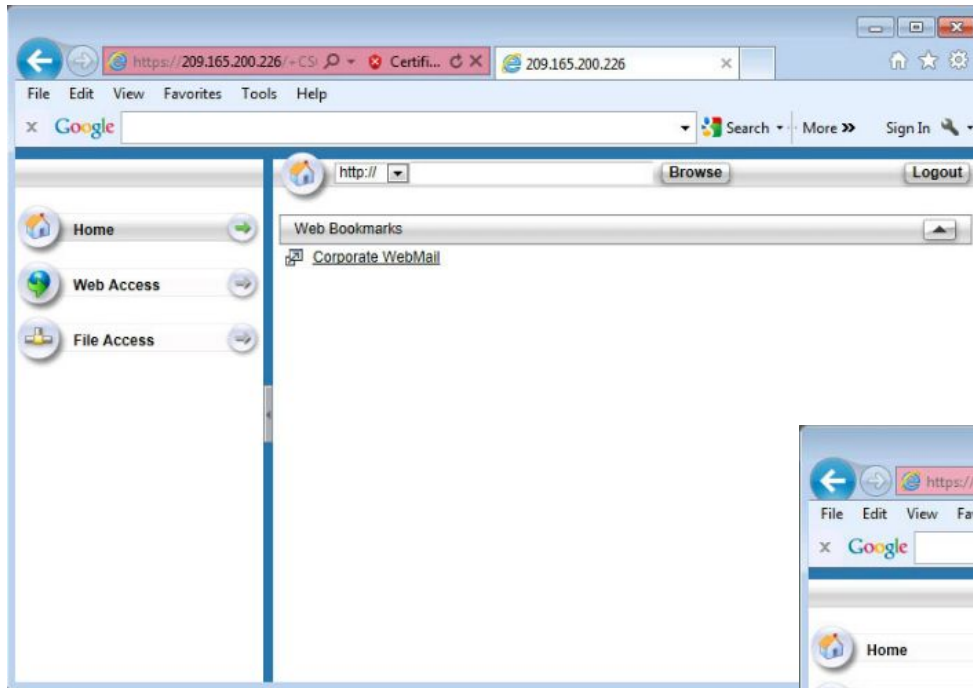 https://209.165.200.226/+CS Certifi... 209.165.200.226
File Edit View Favorites Tools Help
x Google Search More » Sign In
http:// Browse Logout
Home
Web Bookmarks
Corporate WebMail
Web Access
File Access
https://
File Edit View Fa
x Google
Home